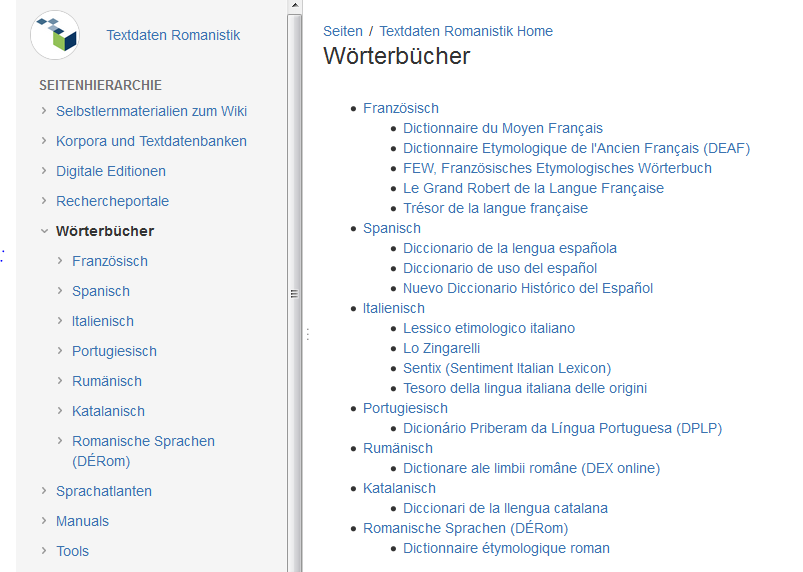 Textdaten Romanistik
SEITENHIERARCHIE
Selbstlernmaterialien zum Wiki
Korpora und Textdatenbanken
Digitale Editionen
Rechercheportale
Wörterbücher
Französisch
Spanisch
Italienisch
Portugiesisch
Rumänisch
Katalanisch
Romanische Sprachen
(DÉRom)
Sprachatlanten
Manuals
Tools
Seiten / Textdaten Romanistik Home
Wörterbücher
Französisch
Dictionnaire du Moyen Français
Dictionnaire Etymologique de l'Ancien Français (DEAF)
FEW, Französisches Etymologisches Wörterbuch
Le Grand Robert de la Langue Française
Trésor de la langue française
Spanisch
Diccionario de la lengua española
Diccionario de uso del español
Nuevo Diccionario Histórico del Español
Italienisch
Lessico etimologico italiano
Lo Zingarelli
Sentix (Sentiment Italian Lexicon)
Tesoro della lingua italiana delle origini
Portugiesisch
Dicionário Priberam da Língua Portuguesa (DPLP)
Rumänisch
Dictionare ale limbii române (DEX online)
Katalanisch
Diccionari de la llengua catalana
Romanische Sprachen (DÉRom)
Dictionnaire étymologique roman